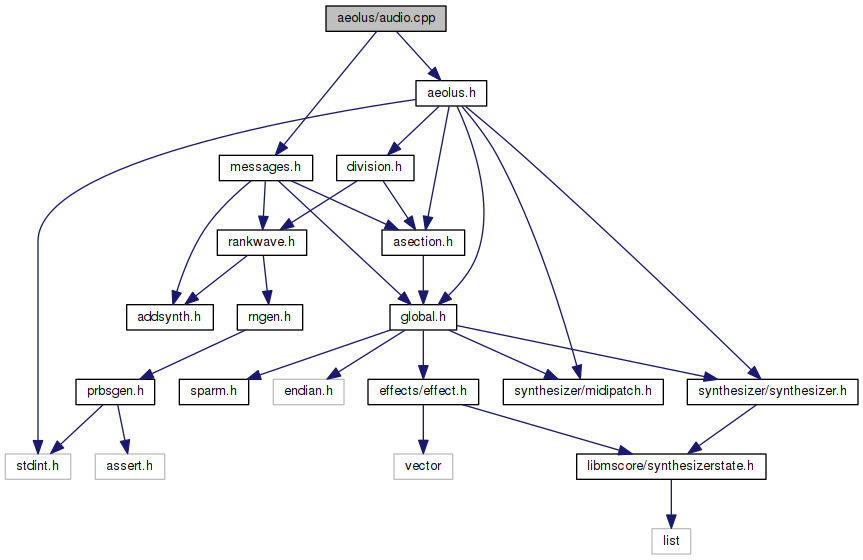 aeolus/audio.cpp
aeolus.h
messages.h
division.h
rankwave.h
asection.h
addsynth.h
rngen.h
global.h
prbsgen.h
sparm.h
endian.h
effects/effect.h
synthesizer/midipatch.h
synthesizer/synthesizer.h
stdint.h
assert.h
vector
libmscore/synthesizerstate.h
list